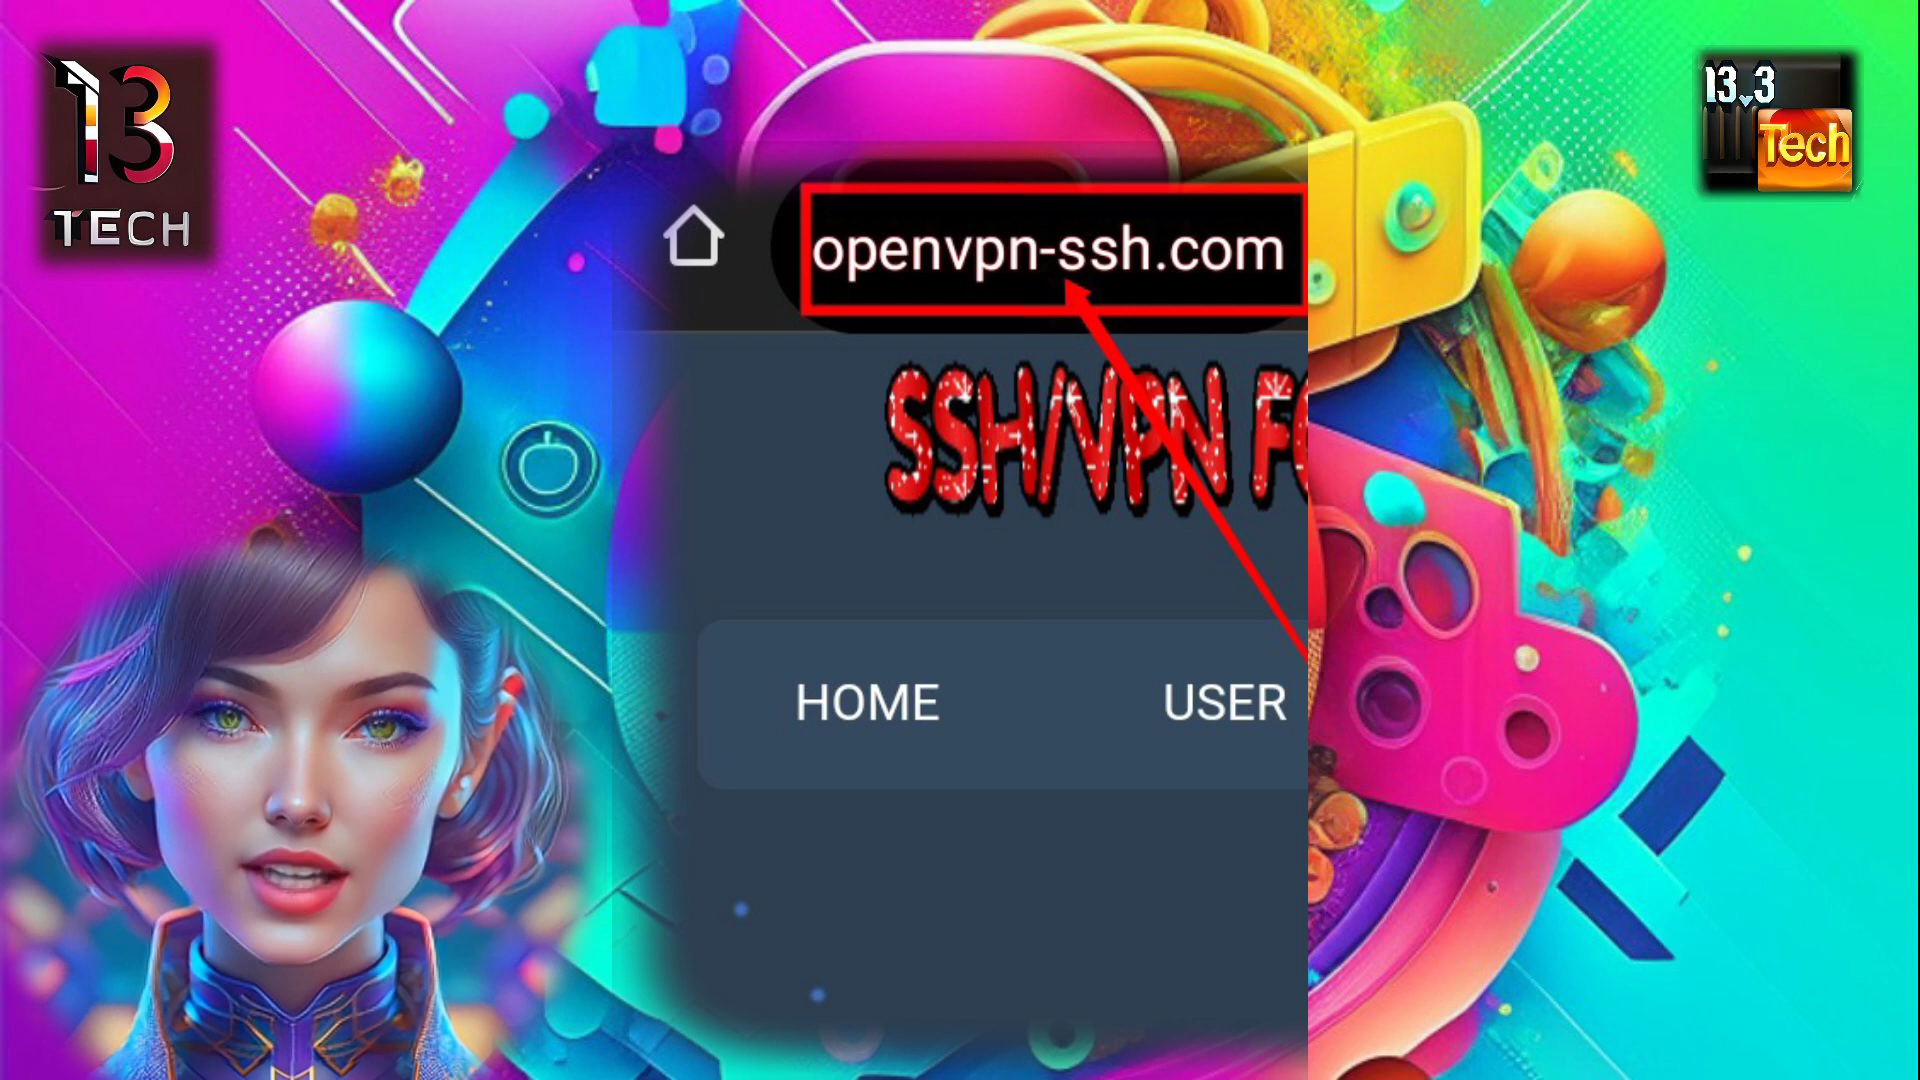 13
TECH
13.3
Tech
openvpn-ssh.com
SSH/VPN
HOME
USER